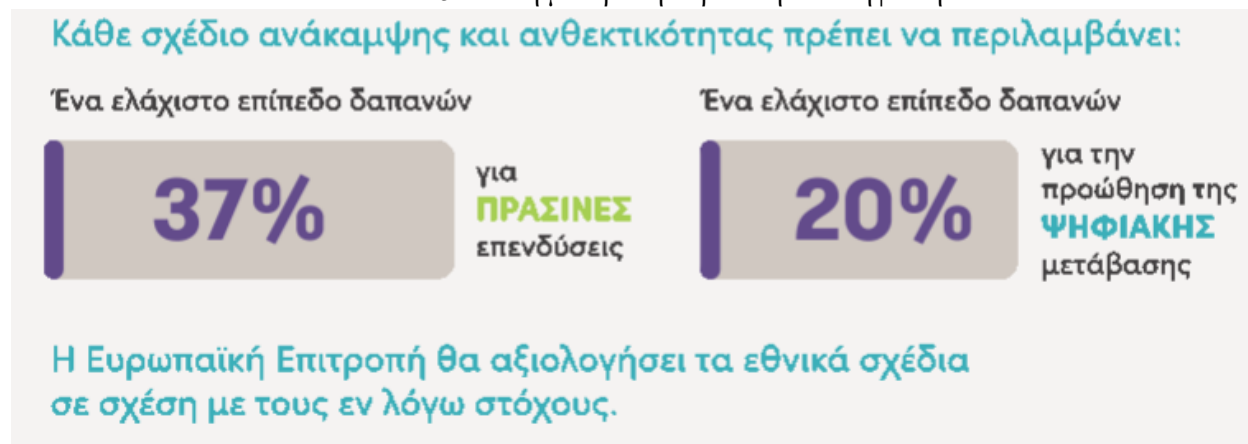 Κάθε σχέδιο ανάκαμψης και ανθεκτικότητας πρέπει να περιλαμβάνει:
Ένα ελάχιστο επίπεδο δαπανών
37%
για
ΠΡΑΣΙΝΕΣ
επενδύσεις
Ένα ελάχιστο επίπεδο δαπανών
20%
για την
προώθηση της
ΨΗΦΙΑΚΗΣ
μετάβασης
Η Ευρωπαϊκή Επιτροπή θα αξιολογήσει τα εθνικά σχέδια
σε σχέση με τους εν λόγω στόχους.